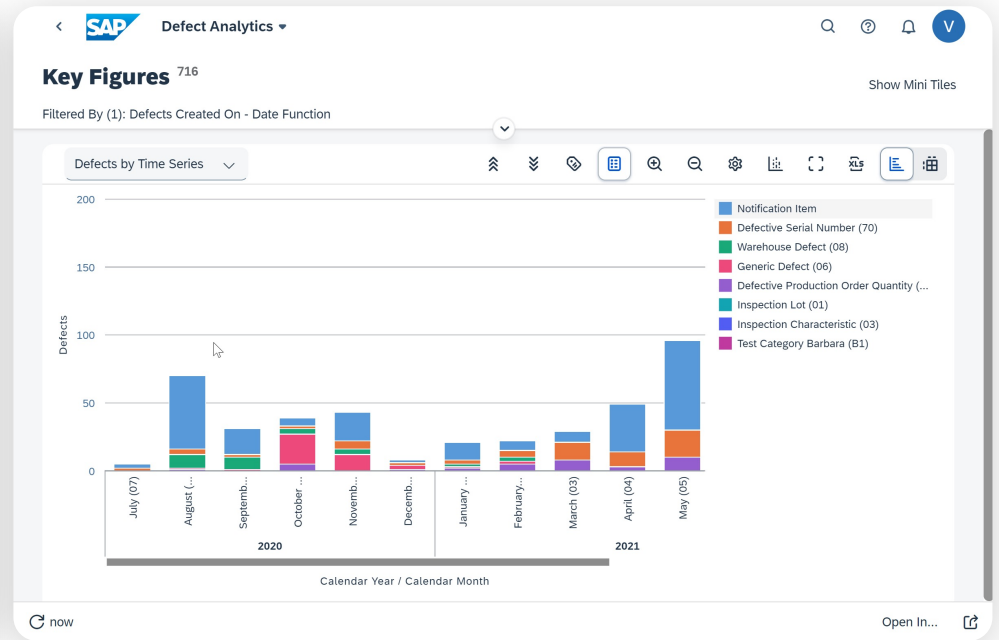 SAP
Defect Analytics
V
Key Figures 716
Show Mini Tiles
Filtered By (1): Defects Created On - Date Function
Defects by Time Series
XLS
200
150
100
50
0
Defects
Notification Item
Defective Serial Number (70)
Warehouse Defect (08)
Generic Defect (06)
Defective Production Order Quantity (...
Inspection Lot (01)
Inspection Characteristic (03)
Test Category Barbara (B1)
July (07)
August (...
Septemb...
October ...
Novemb...
Decemb...
January ...
February...
March (03)
April (04)
May (05)
2020
2021
Calendar Year / Calendar Month
now
Open In...